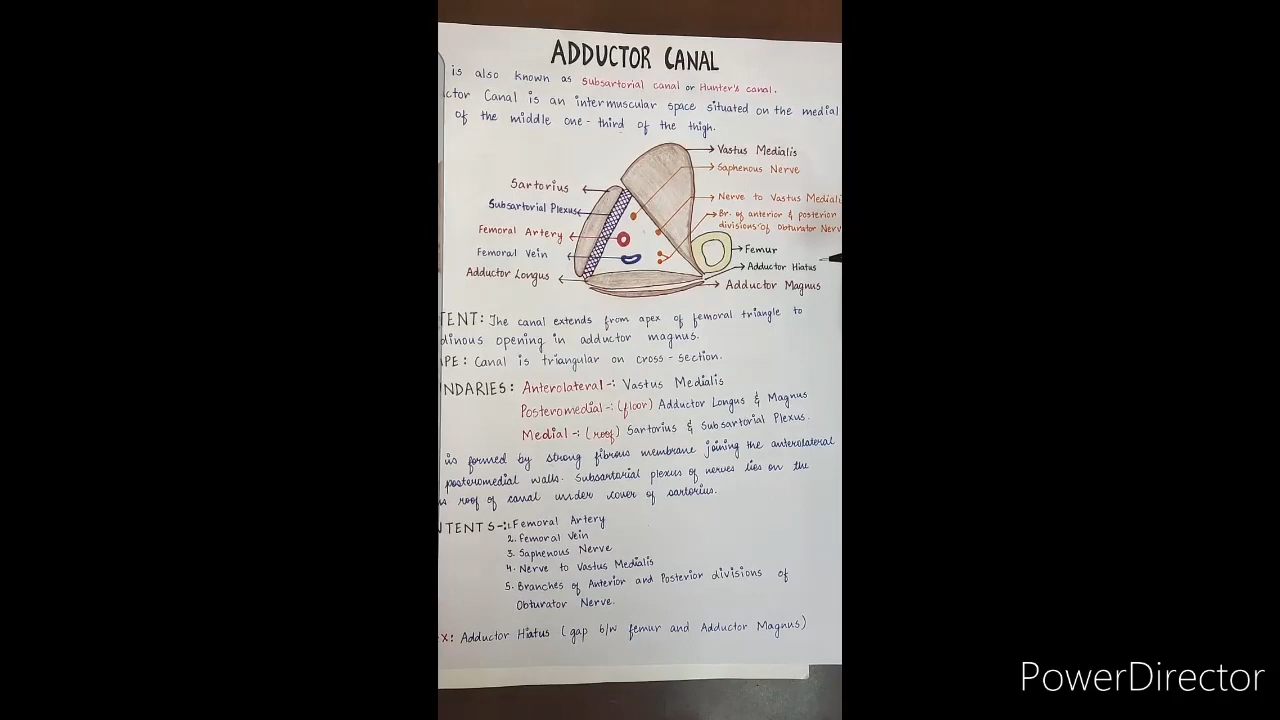 ADDUCTOR CANAL
is also known as Subsartorial canal or Hunter's canal.
ctor Canal is an intermuscular space situated on the medial
of the middle one-third of the thigh.
Vastus Medialis
Saphenous Nerve
Sartorius
Subsartorial Plexus
Nerve to Vastus Mediali
Br. of anterior & posterior
divisions of Obturator Nerv
Femoral Artery
Femoral Vein
Femur
Adductor Longus
Adductor Hiatus
Adductor Magnus
TENT: The canal extends from apex of femoral triangle to
dinous opening in adductor magnus.
PE: Canal is triangular on cross-section.
NDARIES: Anterolateral-: Vastus Medialis
Posteromedial-: (floor) Adductor Longus & Magnus
Medial-: (roof) Sartorius & Subsartorial Plexus.
is formed by strong fibrous membrane joining the anterolateral
posteromedial walls. Subsartorial plexus of nerves lies on the
roof of canal under cover of sartorius.
NTENTS-: 1. Femoral Artery
2. Femoral Vein
3. Saphenous Nerve
4. Nerve to Vastus Medialis
5. Branches of Anterior and Posterior divisions of
Obturator Nerve.
X: Adductor Hiatus (gap b/w femur and Adductor Magnus)
PowerDirector